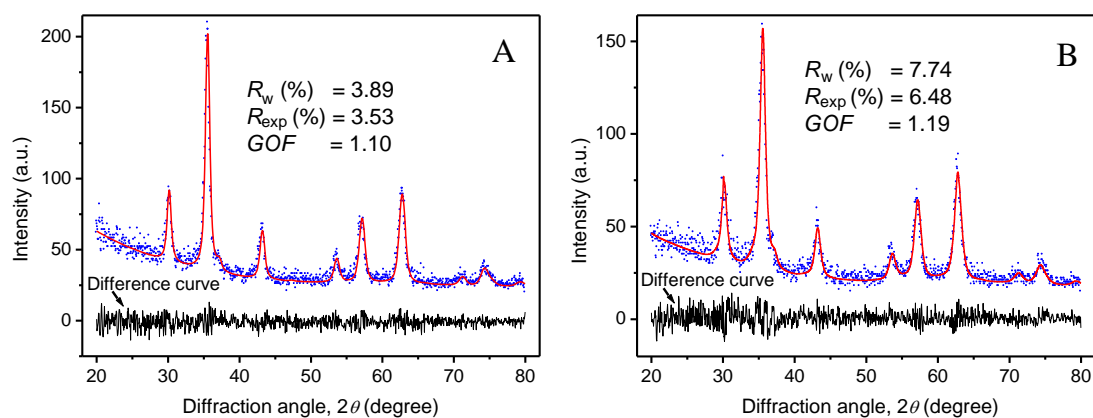 A
R_w (%) = 3.89
R_exp (%) = 3.53
GOF = 1.10
Difference curve
Intensity (a.u.)
200
150
100
50
0
20 30 40 50 60 70 80
Diffraction angle, 2θ (degree)
B
R_w (%) = 7.74
R_exp (%) = 6.48
GOF = 1.19
Difference curve
Intensity (a.u.)
150
100
50
0
20 30 40 50 60 70 80
Diffraction angle, 2θ (degree)